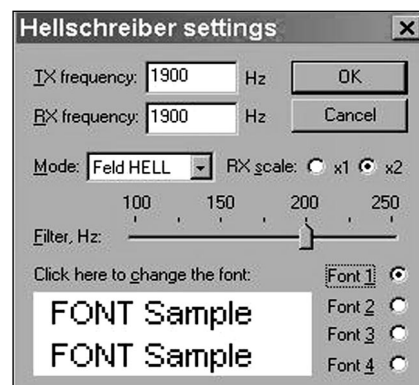 Hellschreiber settings
TX frequency: 1900 Hz OK
RX frequency: 1900 Hz Cancel
Mode: Feld HELL RX scale: x1 x2
100 150 200 250
Filter, Hz:
Click here to change the font: Font 1
FONT Sample Font 2
FONT Sample Font 3
Font 4